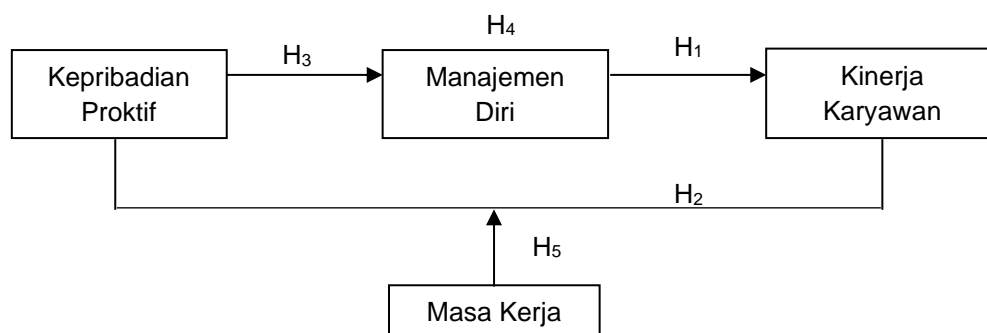 H₄
H₃
H₁
Kepribadian
Proktif
Manajemen
Diri
Kinerja
Karyawan
H₂
H₅
Masa Kerja